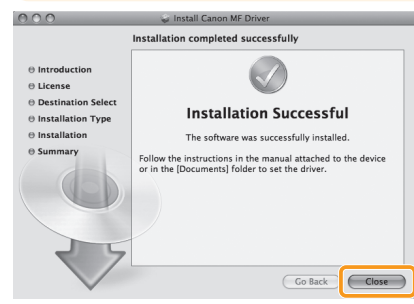 Install Canon MF Driver
Installation completed successfully
Introduction
License
Destination Select
Installation Type
Installation
Summary
Installation Successful
The software was successfully installed.
Follow the instructions in the manual attached to the device
or in the [Documents] folder to set the driver.
Go Back
Close